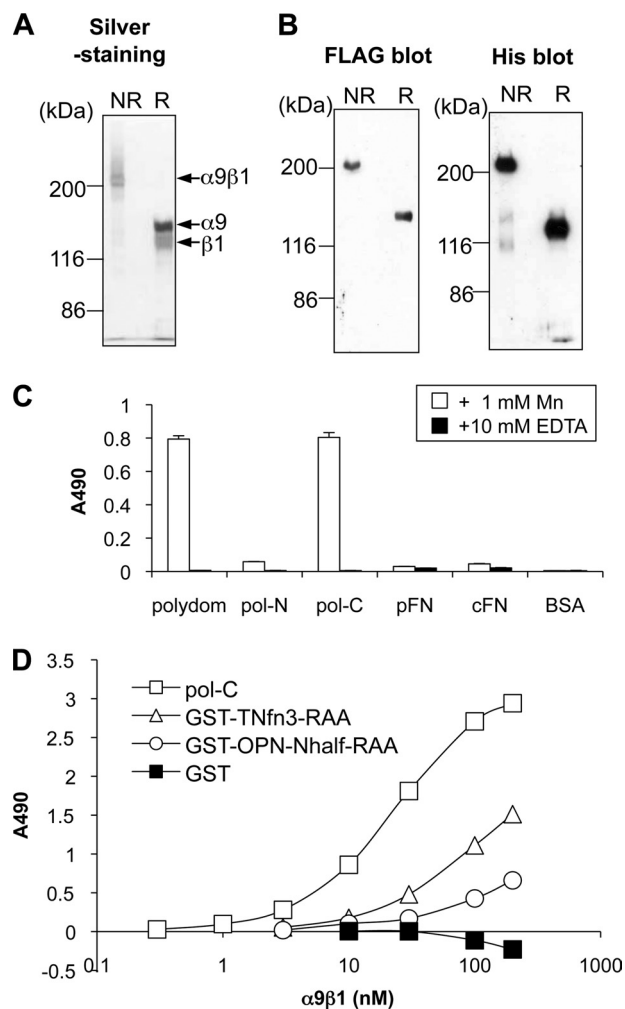 A
Silver
-staining
(kDa)
NR R
200
116
86
α9β1
α9
β1
B
FLAG blot
(kDa)
NR R
200
116
86
His blot
(kDa)
NR R
200
116
86
C
+ 1 mM Mn
+10 mM EDTA
A490
1
0.8
0.6
0.4
0.2
0
polydom pol-N pol-C pFN cFN BSA
D
pol-C
GST-TNfn3-RAA
GST-OPN-Nhalf-RAA
GST
A490
3.5
3
2.5
2
1.5
1
0.5
0
-0.5
0.1 1 10 100 1000
α9β1 (nM)